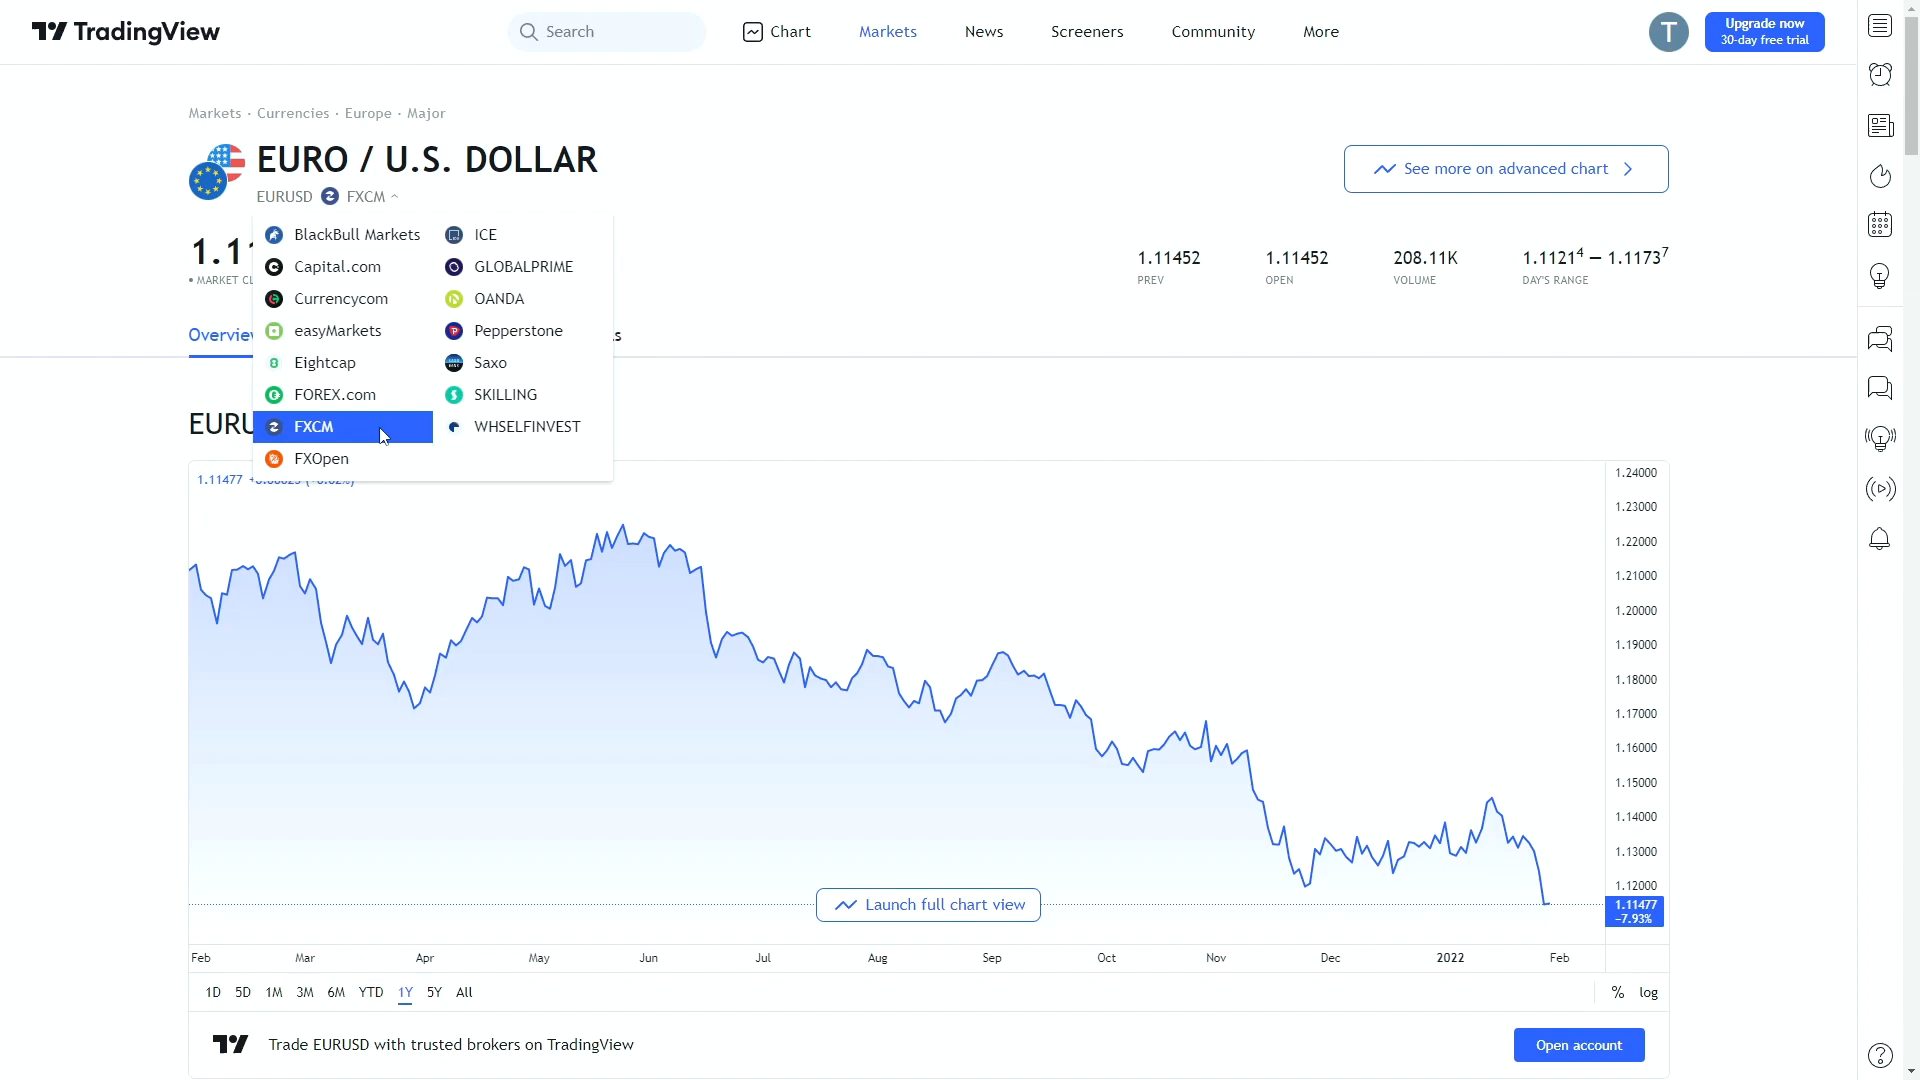 TradingView
Search
Chart
Markets
News
Screeners
Community
More
T
Upgrade now
30-day free trial
Markets · Currencies · Europe · Major
EURO / U.S. DOLLAR
EURUSD FXCM
See more on advanced chart
BlackBull Markets
ICE
Capital.com
GLOBALPRIME
Currencycom
OANDA
easyMarkets
Pepperstone
Eightcap
Saxo
FOREX.com
SKILLING
FXCM
WHSELFINVEST
FXOpen
1.11
• MARKET CL
1.11452
PREV
1.11452
OPEN
208.11K
VOLUME
1.1121⁴ — 1.1173⁷
DAY'S RANGE
Overvie
s
EURU
1.11477
1.24000
1.23000
1.22000
1.21000
1.20000
1.19000
1.18000
1.17000
1.16000
1.15000
1.14000
1.13000
1.12000
1.11477
−7.93%
Launch full chart view
Feb Mar Apr May Jun Jul Aug Sep Oct Nov Dec 2022 Feb
1D 5D 1M 3M 6M YTD 1Y 5Y All
% log
Trade EURUSD with trusted brokers on TradingView
Open account